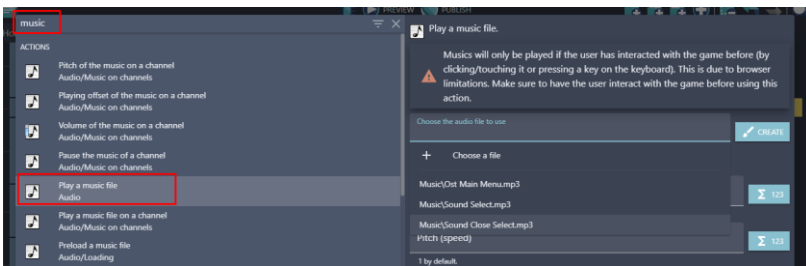 PREVIEW
PUBLISH
music
ACTIONS
Pitch of the music on a channel
Audio/Music on channels
Playing offset of the music on a channel
Audio/Music on channels
Volume of the music on a channel
Audio/Music on channels
Pause the music of a channel
Audio/Music on channels
Play a music file
Audio
Play a music file on a channel
Audio/Music on channels
Preload a music file
Audio/Loading
Play a music file.
Musics will only be played if the user has interacted with the game before (by
clicking/touching it or pressing a key on the keyboard). This is due to browser
limitations. Make sure to have the user interact with the game before using this
action.
Choose the audio file to use
CREATE
+ Choose a file
Music\Ost Main Menu.mp3
Σ 123
Music\Sound Select.mp3
Music\Sound Close Select.mp3
Pitch (speed)
Σ 123
1 by default.